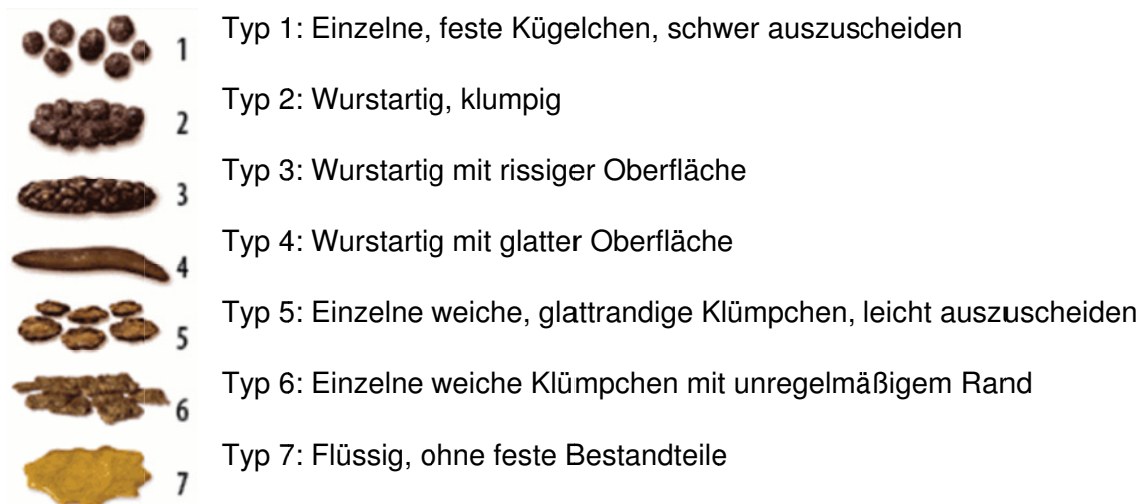 1 Typ 1: Einzelne, feste Kügelchen, schwer auszuscheiden
2 Typ 2: Wurstartig, klumpig
3 Typ 3: Wurstartig mit rissiger Oberfläche
4 Typ 4: Wurstartig mit glatter Oberfläche
5 Typ 5: Einzelne weiche, glattrandige Klümpchen, leicht auszuscheiden
6 Typ 6: Einzelne weiche Klümpchen mit unregelmäßigem Rand
7 Typ 7: Flüssig, ohne feste Bestandteile